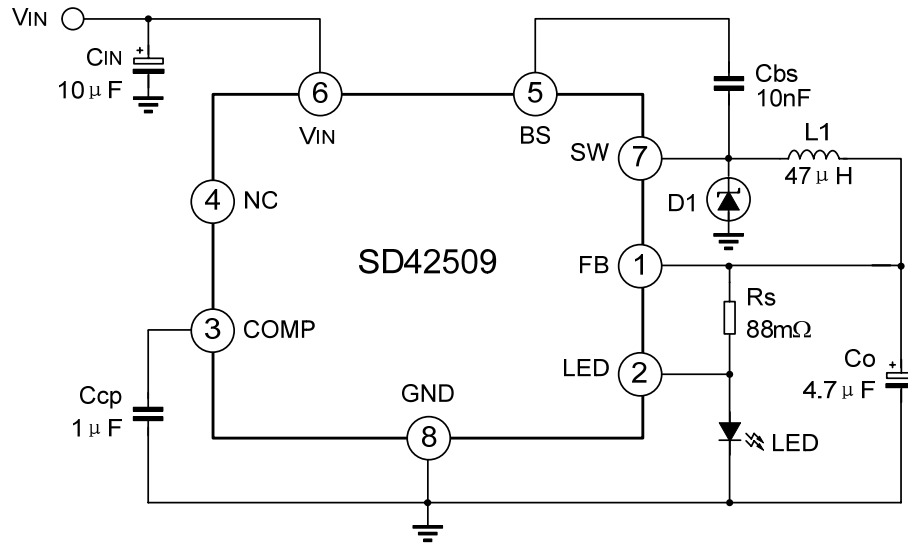 VIN
CIN
+
10μF
6
VIN
5
BS
Cbs
10nF
SW
7
L1
47μH
D1
4
NC
SD42509
FB
1
Rs
88mΩ
3
COMP
LED
2
Co
+
4.7μF
Ccp
1μF
GND
8
LED